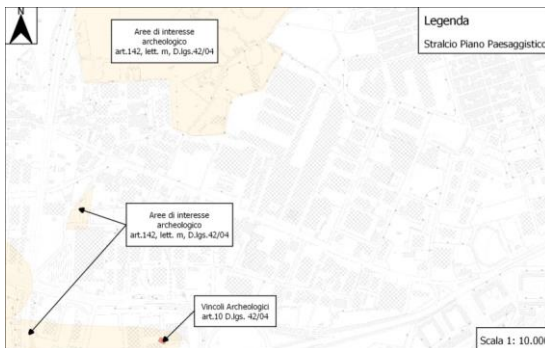 N
Legenda
Stralcio Piano Paesaggistico
Aree di interesse
archeologico
art.142, lett. m, D.lgs.42/04
Aree di interesse
archeologico
art.142, lett. m, D.lgs.42/04
Vincoli Archeologici
art.10 D.lgs. 42/04
Scala 1: 10.000